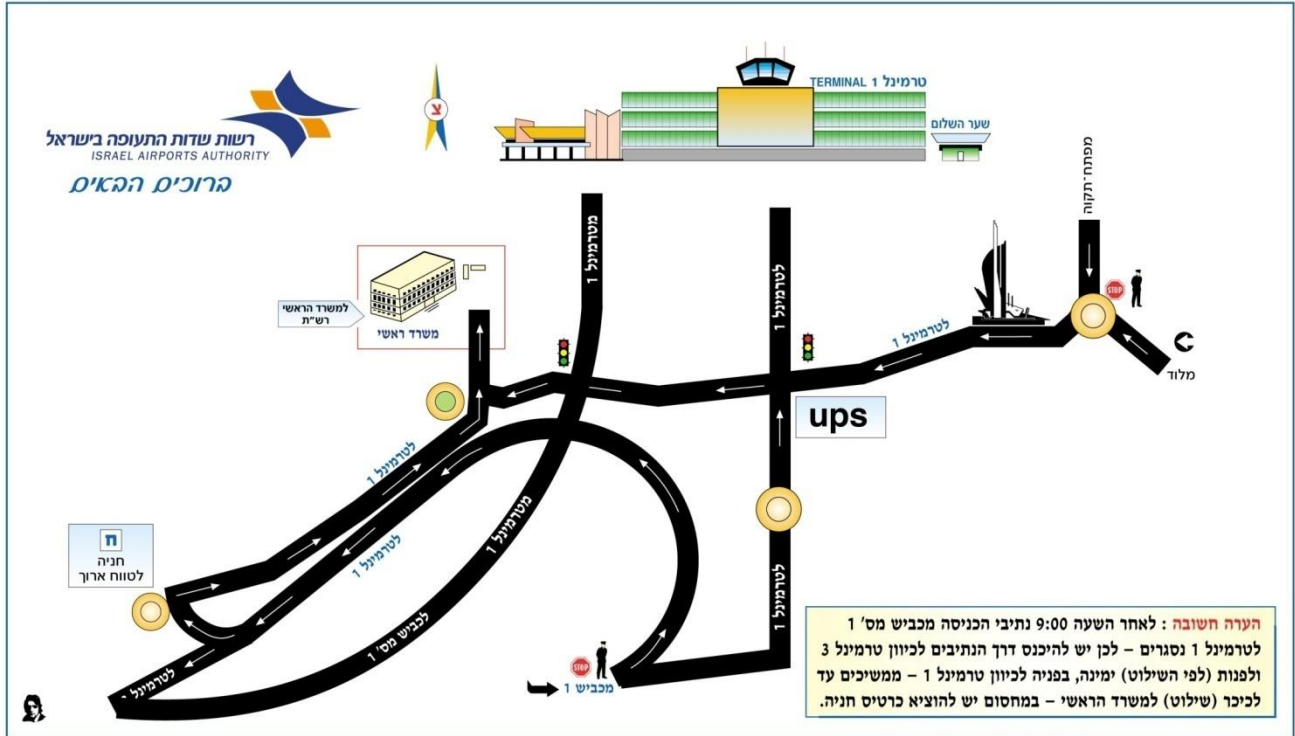 טרמינל 1 TERMINAL
שער השלום
רשות שדות התעופה בישראל
ISRAEL AIRPORTS AUTHORITY
ברוכים הבאים
צ
מפתח־תקוה
מטרמינל 1
לטרמינל 1
STOP
למשרד הראשי
רש"ת
משרד ראשי
לטרמינל 1
מלוד
ups
לטרמינל 1
מטרמינל 1
לטרמינל 1
ח
חניה
לטווח ארוך
לטרמינל 1
לכביש מס' 1
לטרמינל 1
STOP
מכביש 1
הערה חשובה : לאחר השעה 9:00 נתיבי הכניסה מכביש מס' 1
לטרמינל 1 נסגרים – לכן יש להיכנס דרך הנתיבים לכיוון טרמינל 3
ולפנות (לפי השילוט) ימינה, בפניה לכיוון טרמינל 1 – ממשיכים עד
לכיכר (שילוט) למשרד הראשי – במחסום יש להוציא כרטיס חניה.